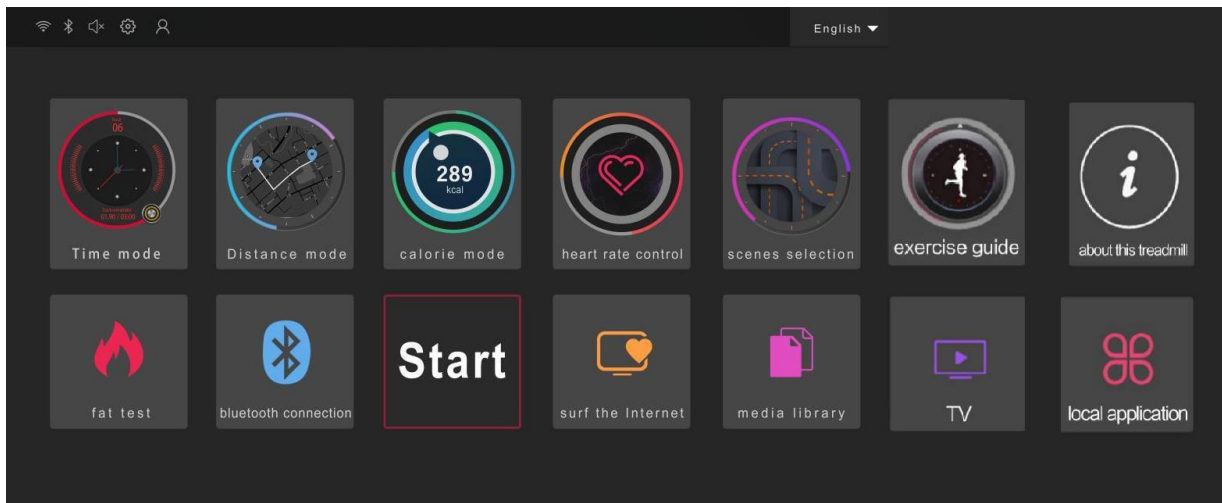 English
06
289
kcal
Time mode
Distance mode
calorie mode
heart rate control
scenes selection
exercise guide
about this treadmill
Start
fat test
bluetooth connection
surf the Internet
media library
TV
local application